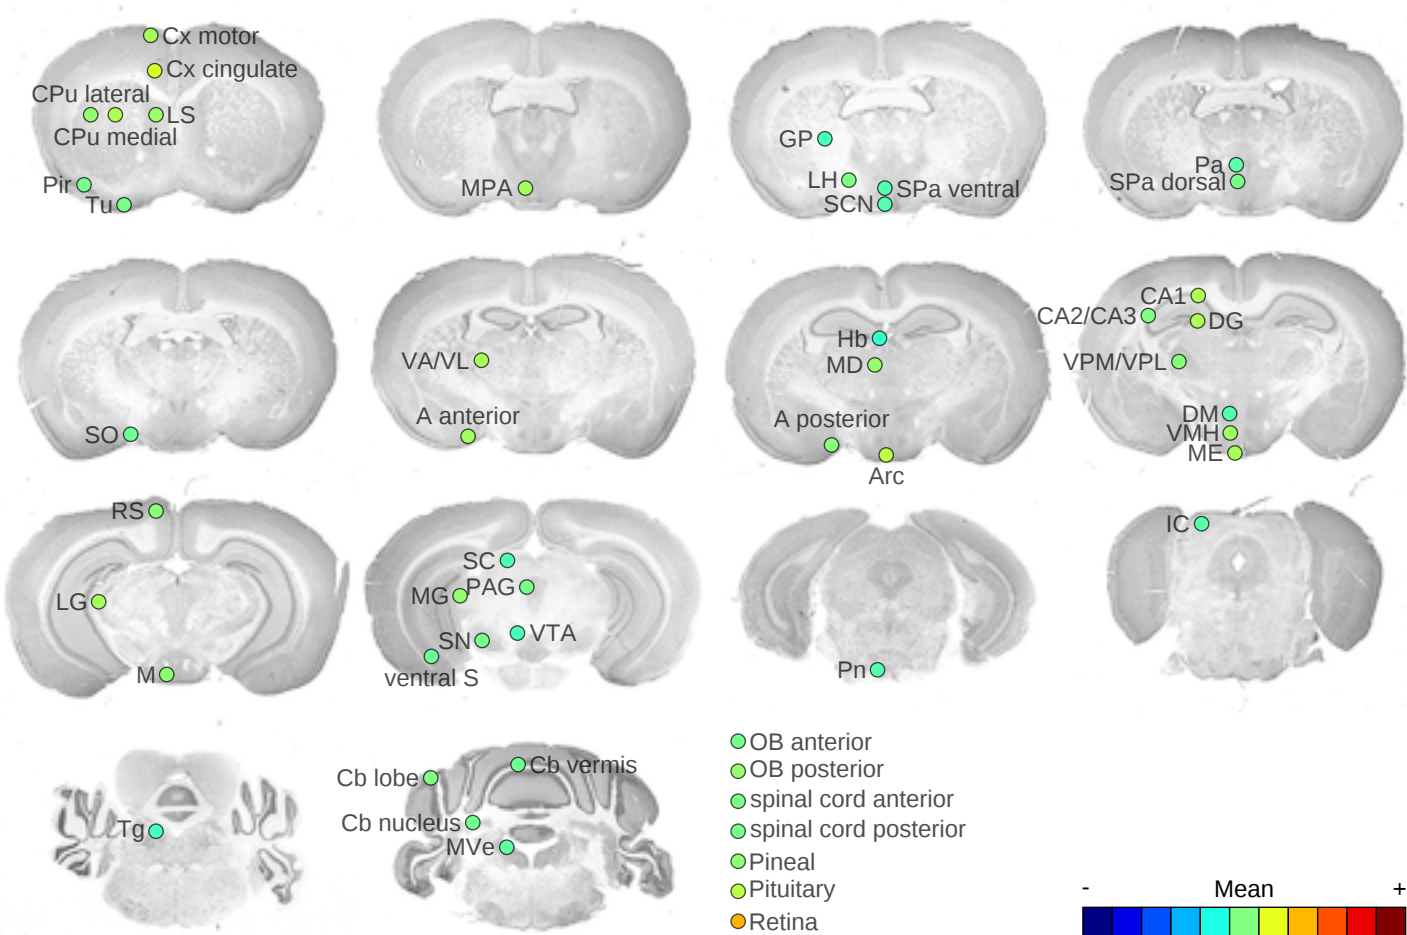 Cx motor
Cx cingulate
CPu lateral
LS
CPu medial
Pir
Tu
MPA
GP
LH
SPa ventral
SCN
Pa
SPa dorsal
SO
VA/VL
A anterior
Hb
MD
A posterior
Arc
CA1
CA2/CA3
DG
VPM/VPL
DM
VMH
ME
RS
LG
M
SC
PAG
MG
SN
VTA
ventral S
Pn
IC
Tg
Cb lobe
Cb vermis
Cb nucleus
MVe
OB anterior
OB posterior
spinal cord anterior
spinal cord posterior
Pineal
Pituitary
Retina
- Mean +